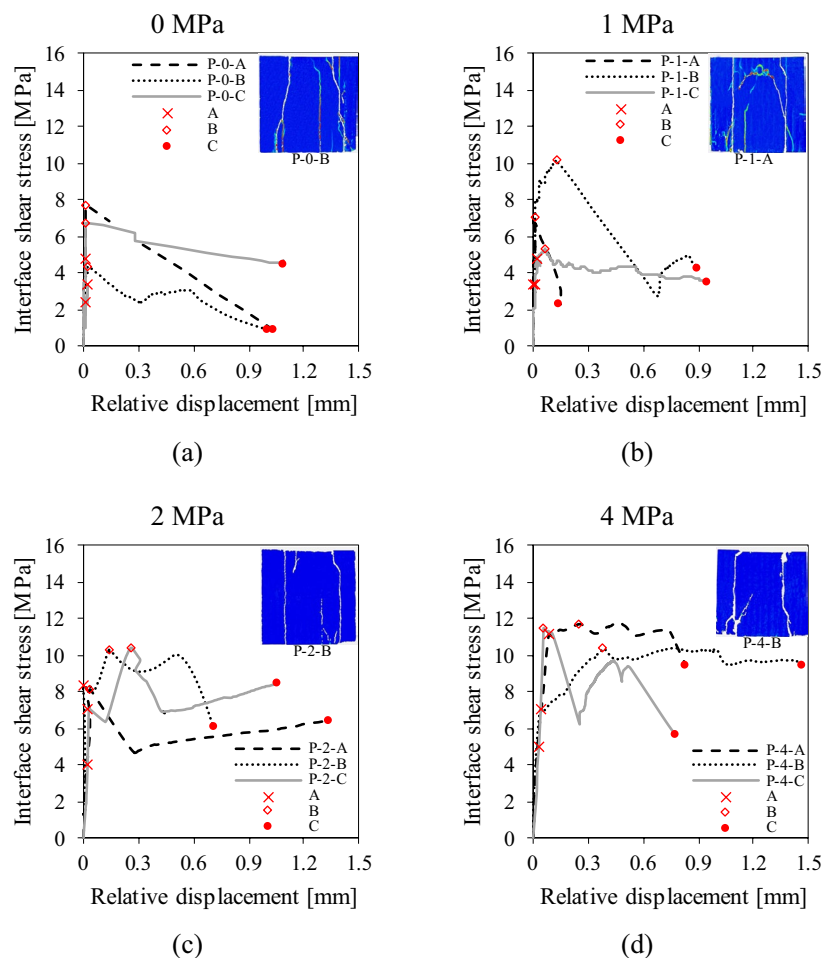 0 MPa
Interface shear stress [MPa]
16
14
12
10
8
6
4
2
0
P-0-A
P-0-B
P-0-C
A
B
C
P-0-B
0
0.3
0.6
0.9
1.2
1.5
Relative displacement [mm]
(a)
1 MPa
Interface shear stress [MPa]
16
14
12
10
8
6
4
2
0
P-1-A
P-1-B
P-1-C
A
B
C
P-1-A
0
0.3
0.6
0.9
1.2
1.5
Relative displacement [mm]
(b)
2 MPa
Interface shear stress [MPa]
16
14
12
10
8
6
4
2
0
P-2-B
P-2-A
P-2-B
P-2-C
A
B
C
0
0.3
0.6
0.9
1.2
1.5
Relative displacement [mm]
(c)
4 MPa
Interface shear stress [MPa]
16
14
12
10
8
6
4
2
0
P-4-B
P-4-A
P-4-B
P-4-C
A
B
C
0
0.3
0.6
0.9
1.2
1.5
Relative displacement [mm]
(d)